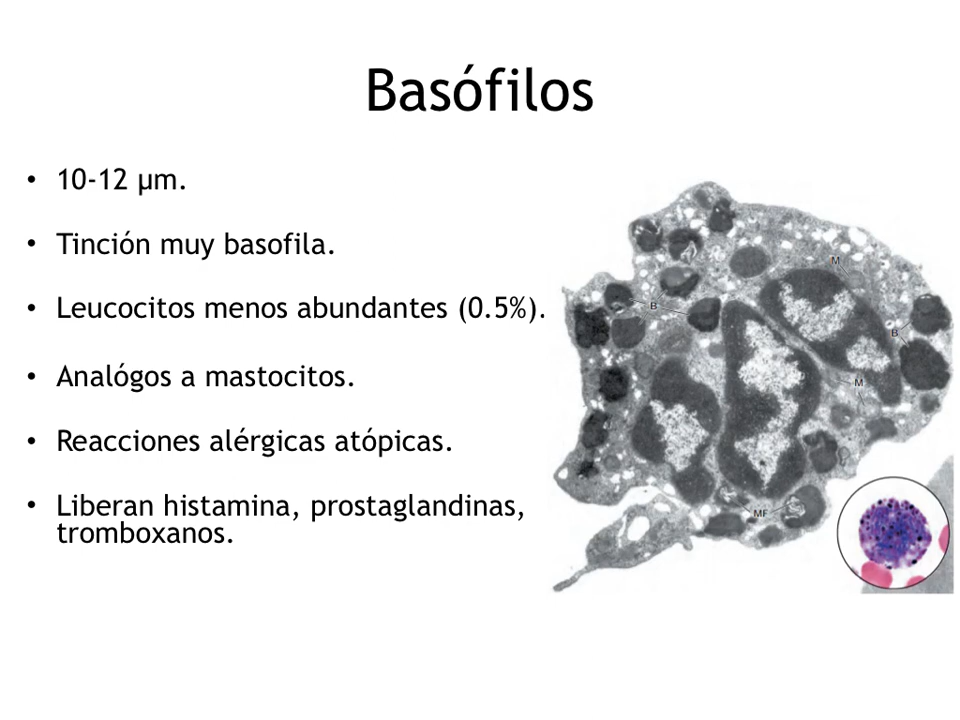 Basófilos
• 10-12 µm.
• Tinción muy basofila.
• Leucocitos menos abundantes (0.5%).
• Analógos a mastocitos.
• Reacciones alérgicas atópicas.
• Liberan histamina, prostaglandinas,
tromboxanos.
M
B
B
M
MF